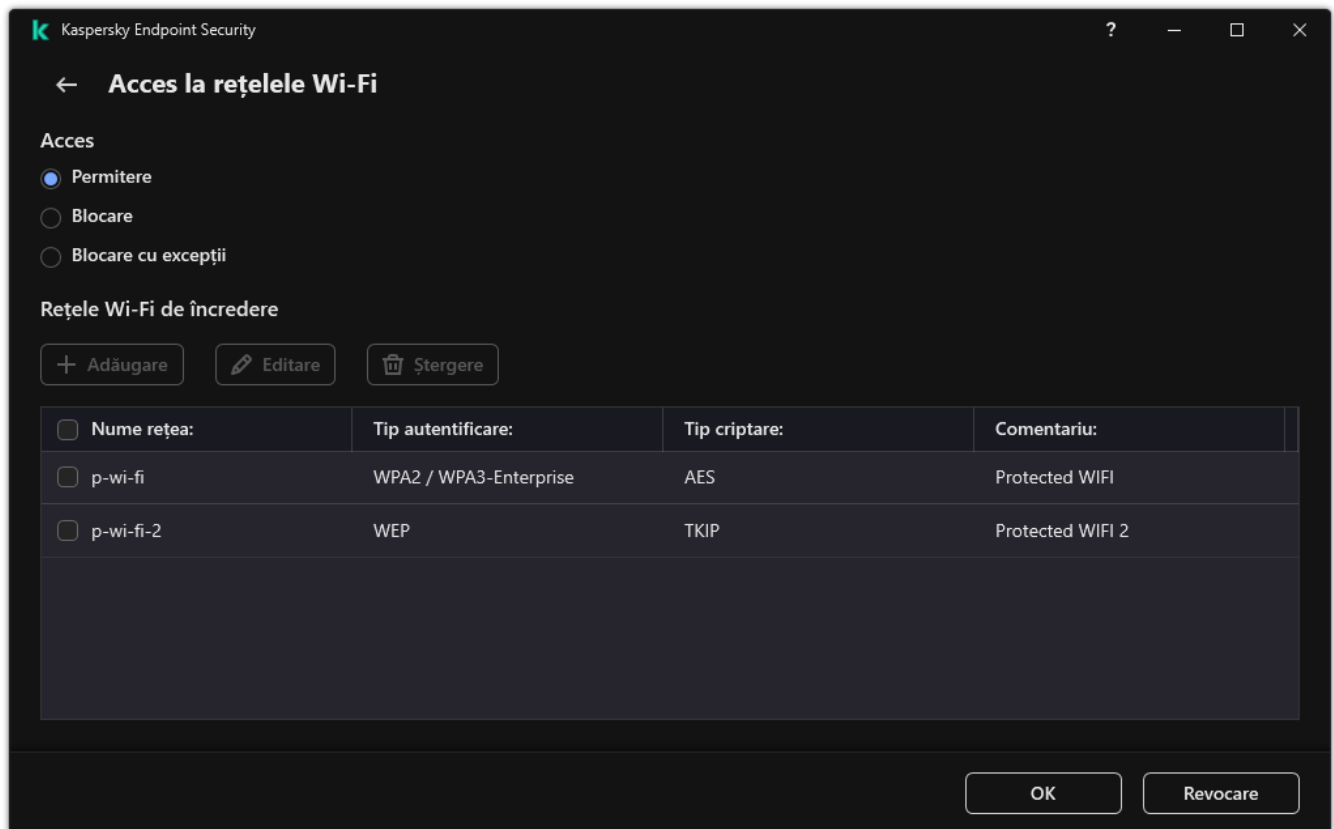 Kaspersky Endpoint Security ?
Acces la rețelele Wi-Fi
Acces
Permitere
Blocare
Blocare cu excepții
Rețele Wi-Fi de încredere
Adăugare Editare Ștergere
Nume rețea: Tip autentificare: Tip criptare: Comentariu:
p-wi-fi WPA2 / WPA3-Enterprise AES Protected WIFI
p-wi-fi-2 WEP TKIP Protected WIFI 2
OK Revocare